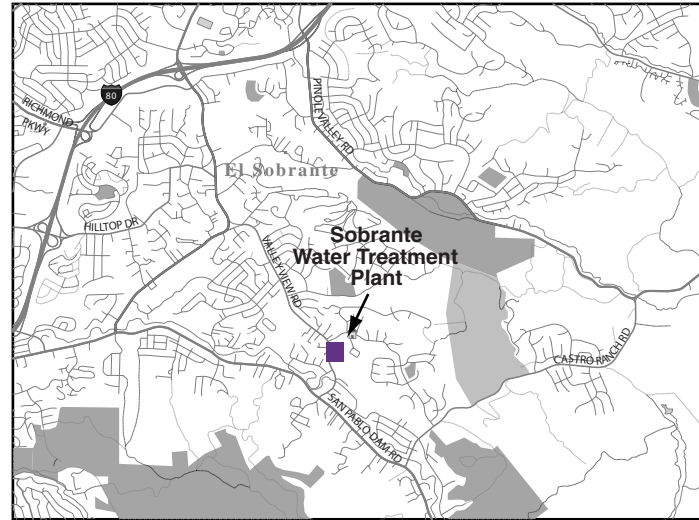 80
RICHMOND
PKWY
PINOLE VALLEY RD
El Sobrante
HILLTOP DR
VALLEY VIEW RD
Sobrante
Water Treatment
Plant
CASTRO RANCH RD
SAN PABLO DAM RD